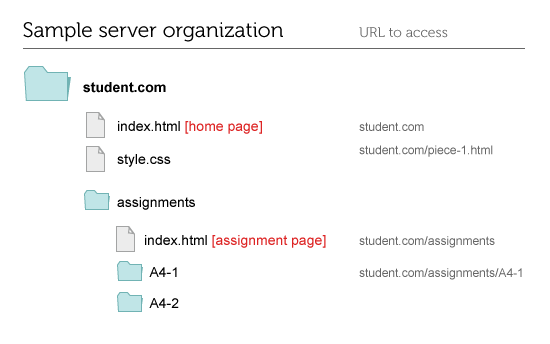 Sample server organization URL to access
student.com
index.html [home page] student.com
style.css student.com/piece-1.html
assignments
index.html [assignment page] student.com/assignments
A4-1 student.com/assignments/A4-1
A4-2